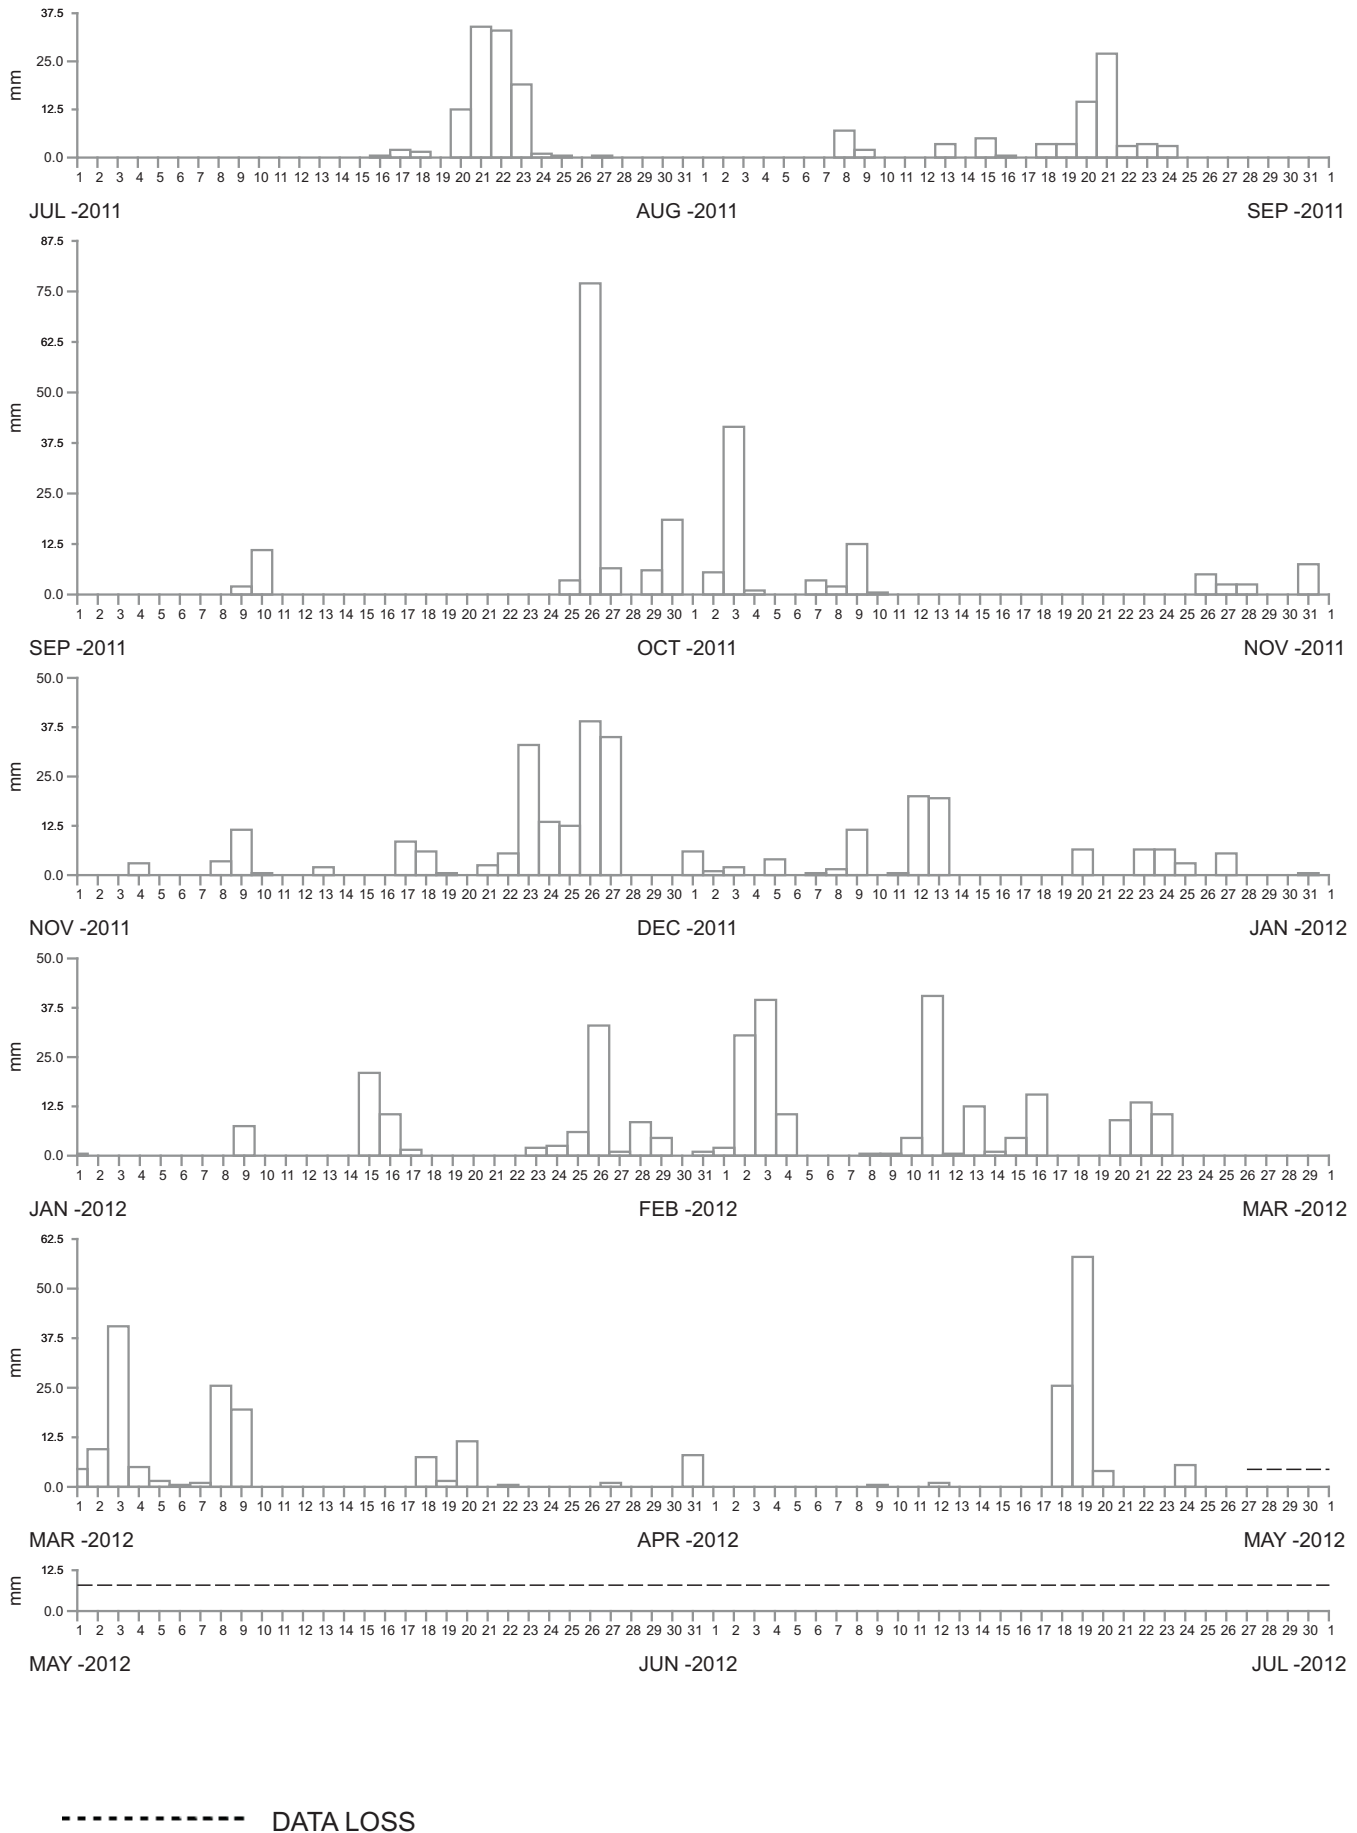 37.5
25.0
12.5
0.0
mm
1 2 3 4 5 6 7 8 9 10 11 12 13 14 15 16 17 18 19 20 21 22 23 24 25 26 27 28 29 30 31 1 2 3 4 5 6 7 8 9 10 11 12 13 14 15 16 17 18 19 20 21 22 23 24 25 26 27 28 29 30 31 1
JUL -2011 AUG -2011 SEP -2011
87.5
75.0
62.5
50.0
37.5
25.0
12.5
0.0
mm
1 2 3 4 5 6 7 8 9 10 11 12 13 14 15 16 17 18 19 20 21 22 23 24 25 26 27 28 29 30 1 2 3 4 5 6 7 8 9 10 11 12 13 14 15 16 17 18 19 20 21 22 23 24 25 26 27 28 29 30 31 1
SEP -2011 OCT -2011 NOV -2011
50.0
37.5
25.0
12.5
0.0
mm
1 2 3 4 5 6 7 8 9 10 11 12 13 14 15 16 17 18 19 20 21 22 23 24 25 26 27 28 29 30 1 2 3 4 5 6 7 8 9 10 11 12 13 14 15 16 17 18 19 20 21 22 23 24 25 26 27 28 29 30 31 1
NOV -2011 DEC -2011 JAN -2012
50.0
37.5
25.0
12.5
0.0
mm
1 2 3 4 5 6 7 8 9 10 11 12 13 14 15 16 17 18 19 20 21 22 23 24 25 26 27 28 29 30 31 1 2 3 4 5 6 7 8 9 10 11 12 13 14 15 16 17 18 19 20 21 22 23 24 25 26 27 28 29 1
JAN -2012 FEB -2012 MAR -2012
62.5
50.0
37.5
25.0
12.5
0.0
mm
1 2 3 4 5 6 7 8 9 10 11 12 13 14 15 16 17 18 19 20 21 22 23 24 25 26 27 28 29 30 31 1 2 3 4 5 6 7 8 9 10 11 12 13 14 15 16 17 18 19 20 21 22 23 24 25 26 27 28 29 30 1
MAR -2012 APR -2012 MAY -2012
12.5
0.0
mm
1 2 3 4 5 6 7 8 9 10 11 12 13 14 15 16 17 18 19 20 21 22 23 24 25 26 27 28 29 30 31 1 2 3 4 5 6 7 8 9 10 11 12 13 14 15 16 17 18 19 20 21 22 23 24 25 26 27 28 29 30 1
MAY -2012 JUN -2012 JUL -2012
DATA LOSS